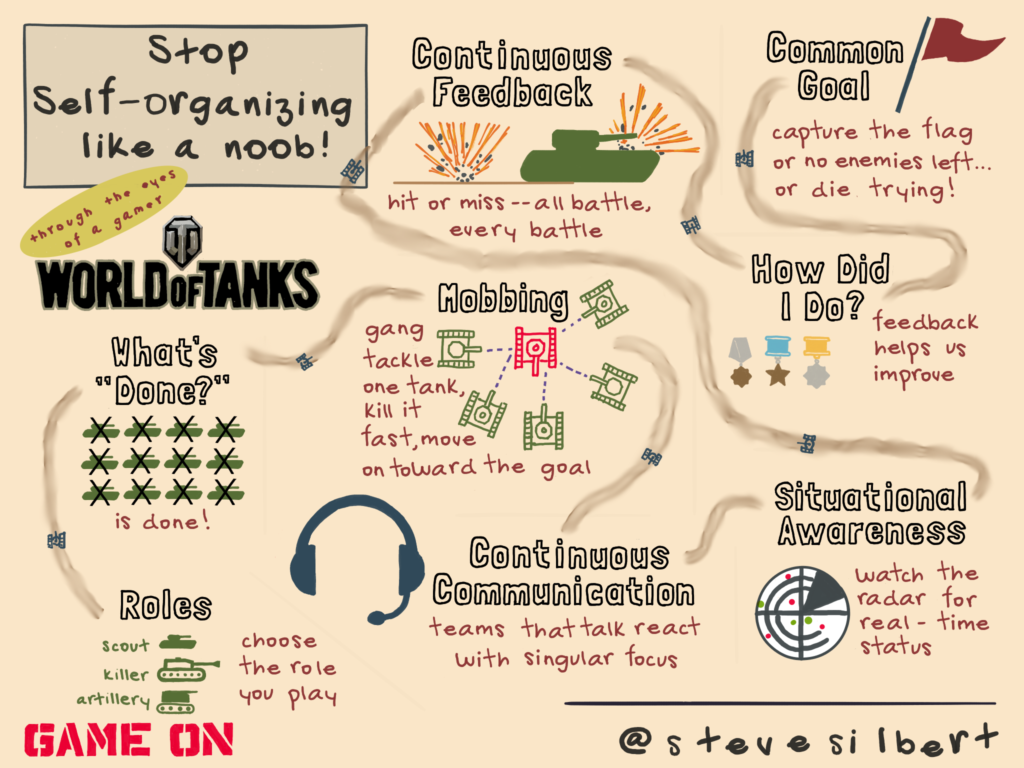 Stop
Self-organizing
like a noob!
through the eyes
of a gamer
WORLD OF TANKS
Continuous
Feedback
hit or miss -- all battle,
every battle
Common
Goal
capture the flag
or no enemies left...
or die trying!
How Did
I Do?
feedback
helps us
improve
Mobbing
gang
tackle
one tank,
kill it
fast, move
on toward the goal
What's
"Done?"
is done!
Situational
Awareness
watch the
radar for
real-time
status
Continuous
Communication
teams that talk react
with singular focus
Roles
scout
killer
artillery
choose
the role
you play
GAME ON
@stevesilbert